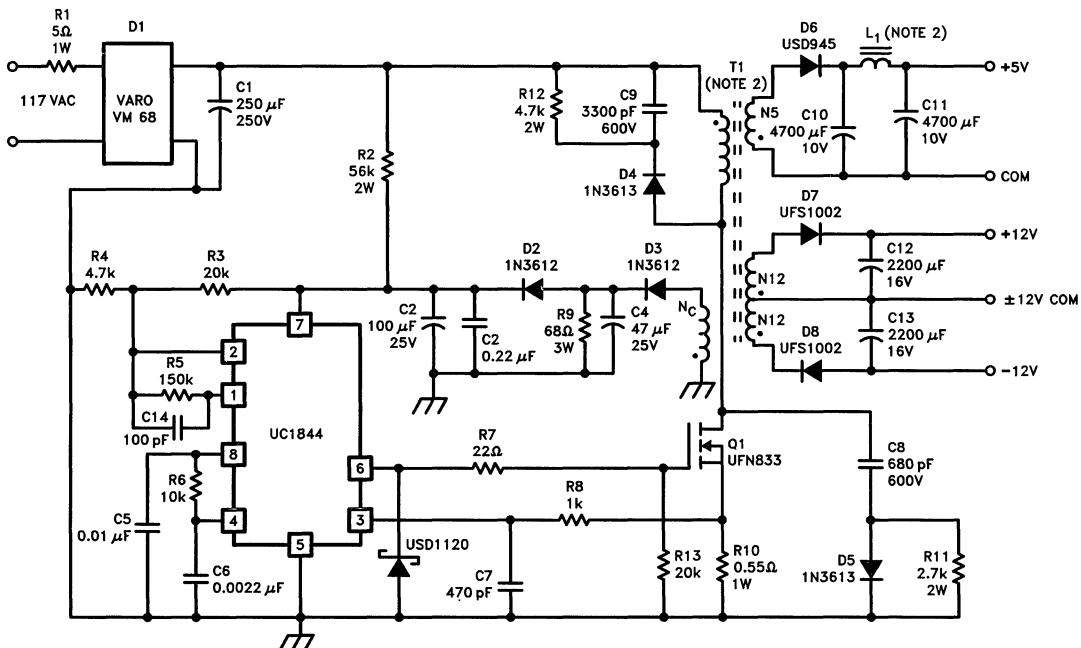 R1
5Ω
1W
D1
117 VAC
VARO
VM 68
C1
250 μF
250V
R2
56k
2W
R12
4.7k
2W
C9
3300 pF
600V
D4
1N3613
T1
(NOTE 2)
D6
USD945
L1 (NOTE 2)
+5V
N5
C10
4700 μF
10V
C11
4700 μF
10V
COM
D7
UFS1002
+12V
N12
C12
2200 μF
16V
±12V COM
N12
C13
2200 μF
16V
D8
UFS1002
-12V
R4
4.7k
R3
20k
D2
1N3612
D3
1N3612
NC
C2
100 μF
25V
C2
0.22 μF
R9
68Ω
3W
C4
47 μF
25V
7
2
R5
150k
1
C14
100 pF
UC1844
8
R6
10k
4
C5
0.01 μF
C6
0.0022 μF
5
6
3
R7
22Ω
R8
1k
USD1120
C7
470 pF
Q1
UFN833
R13
20k
R10
0.55Ω
1W
C8
680 pF
600V
D5
1N3613
R11
2.7k
2W